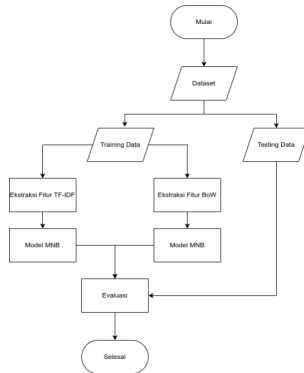 Mulai
Dataset
Training Data
Testing Data
Ekstraksi Fitur TF-IDF
Ekstraksi Fitur BoW
Model MNB
Model MNB
Evaluasi
Selesai